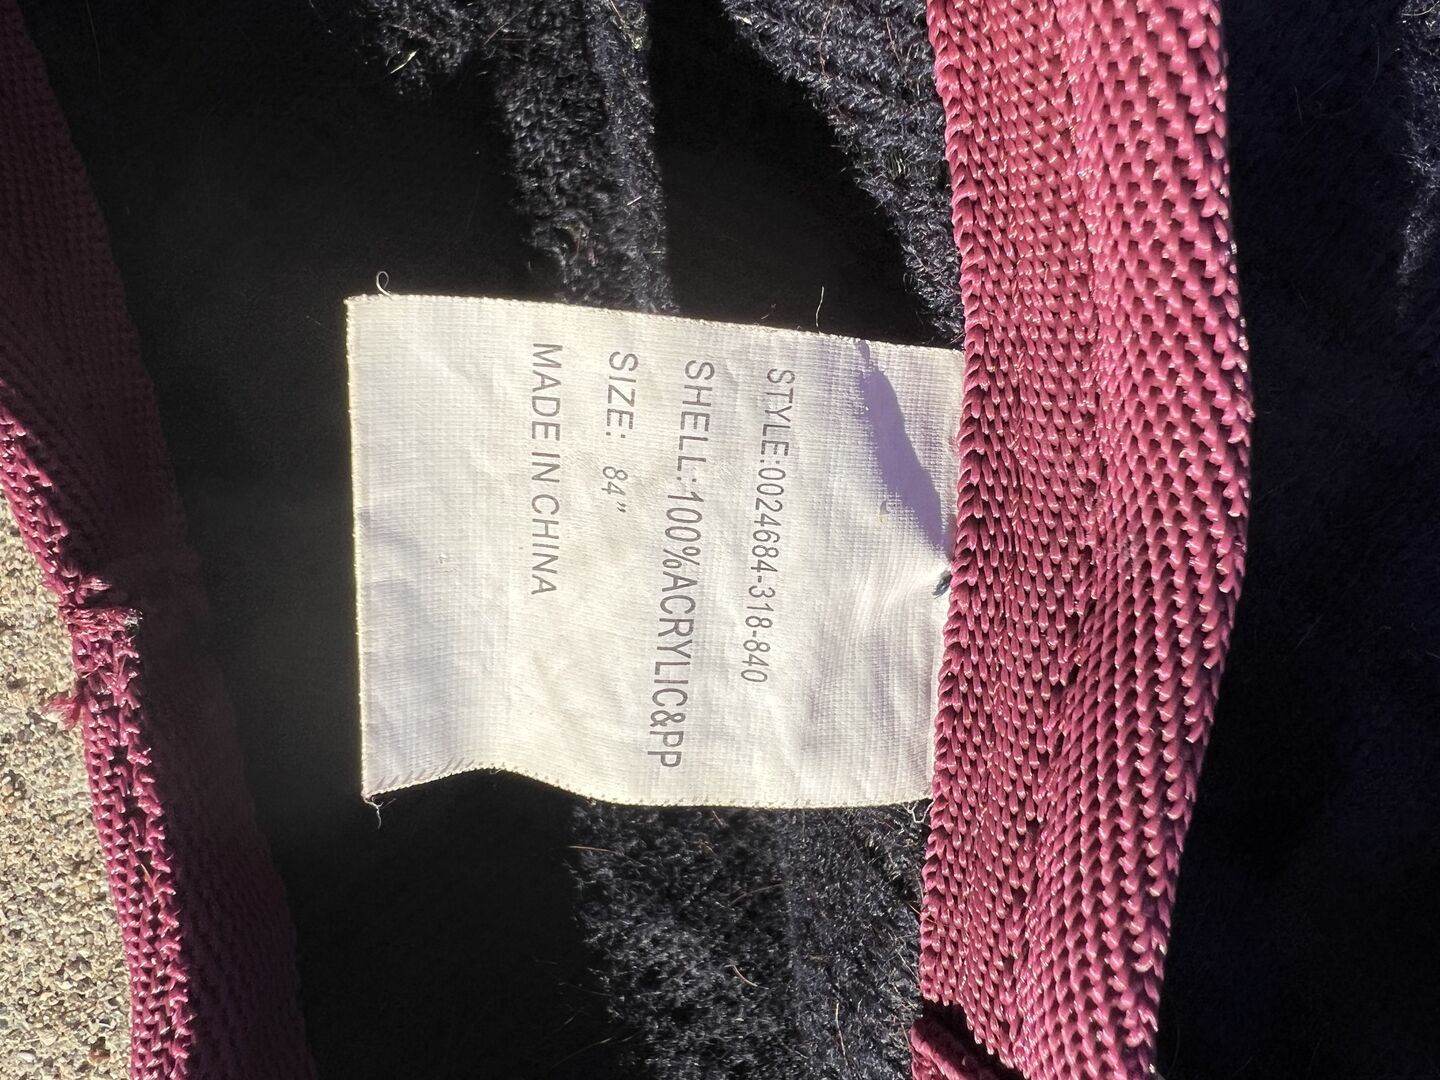 STYLE:0024684-318-840
SHELL:100%ACRYLIC&PP
SIZE: 84"
MADE IN CHINA